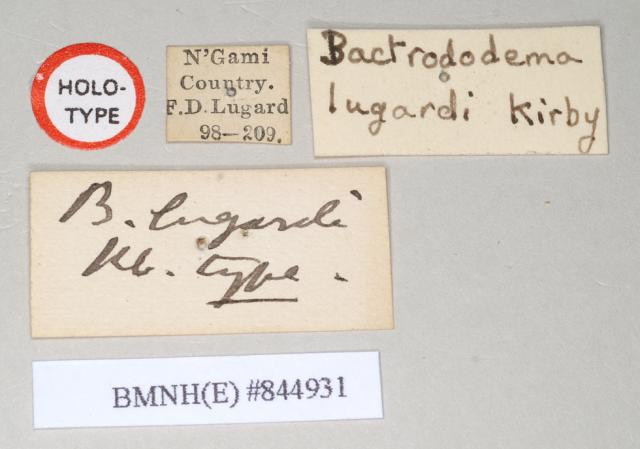 HOLO-
TYPE
N'Gami
Country.
F.D.Lugard
98–209.
Bactrododema
lugardi Kirby
B. lugardi
Kb. type.
BMNH(E) #844931